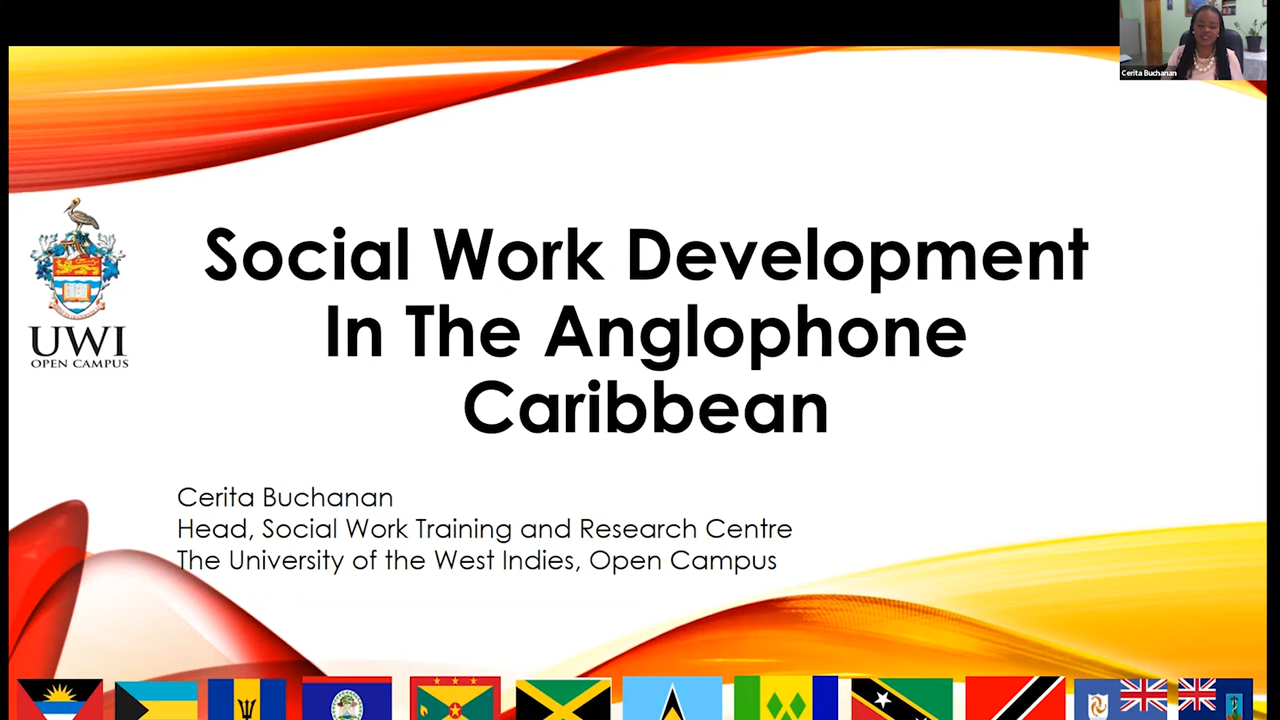 Cerita Buchanan
UWI
OPEN CAMPUS
Social Work Development
In The Anglophone
Caribbean
Cerita Buchanan
Head, Social Work Training and Research Centre
The University of the West Indies, Open Campus